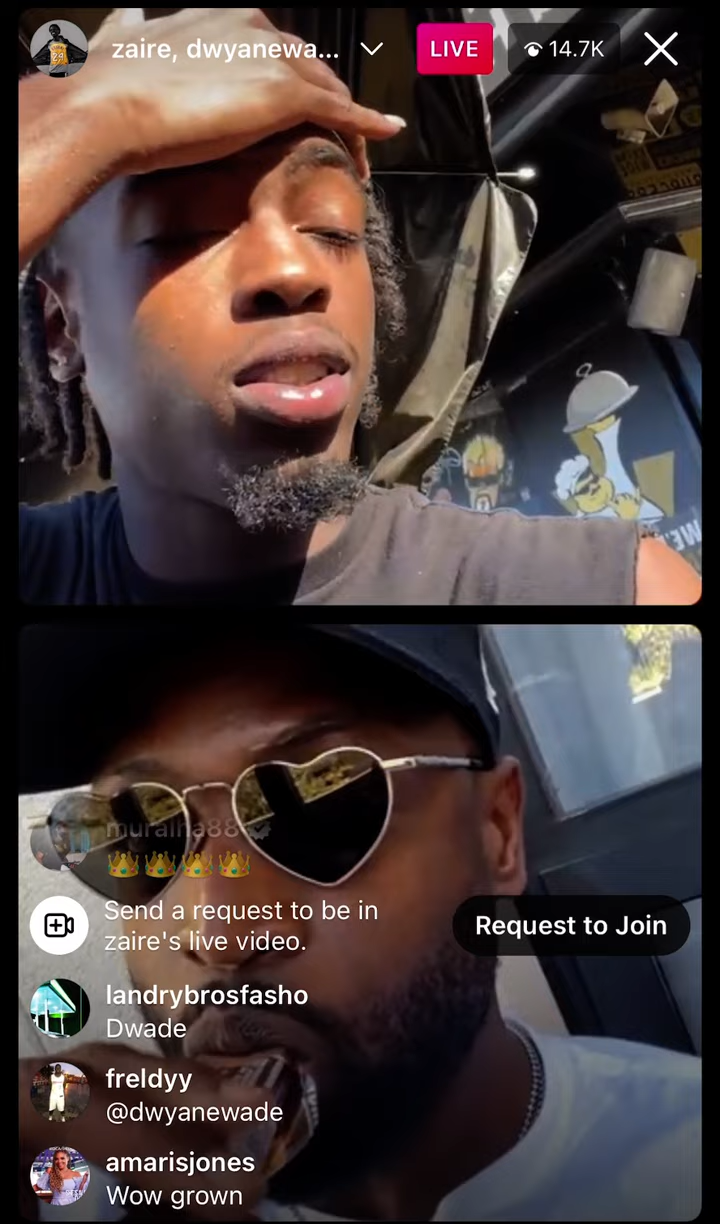 zaire, dwyanewa...
LIVE
14.7K
muralha88
Send a request to be in
zaire's live video.
Request to Join
landrybrosfasho
Dwade
freldyy
@dwyanewade
amarisjones
Wow grown